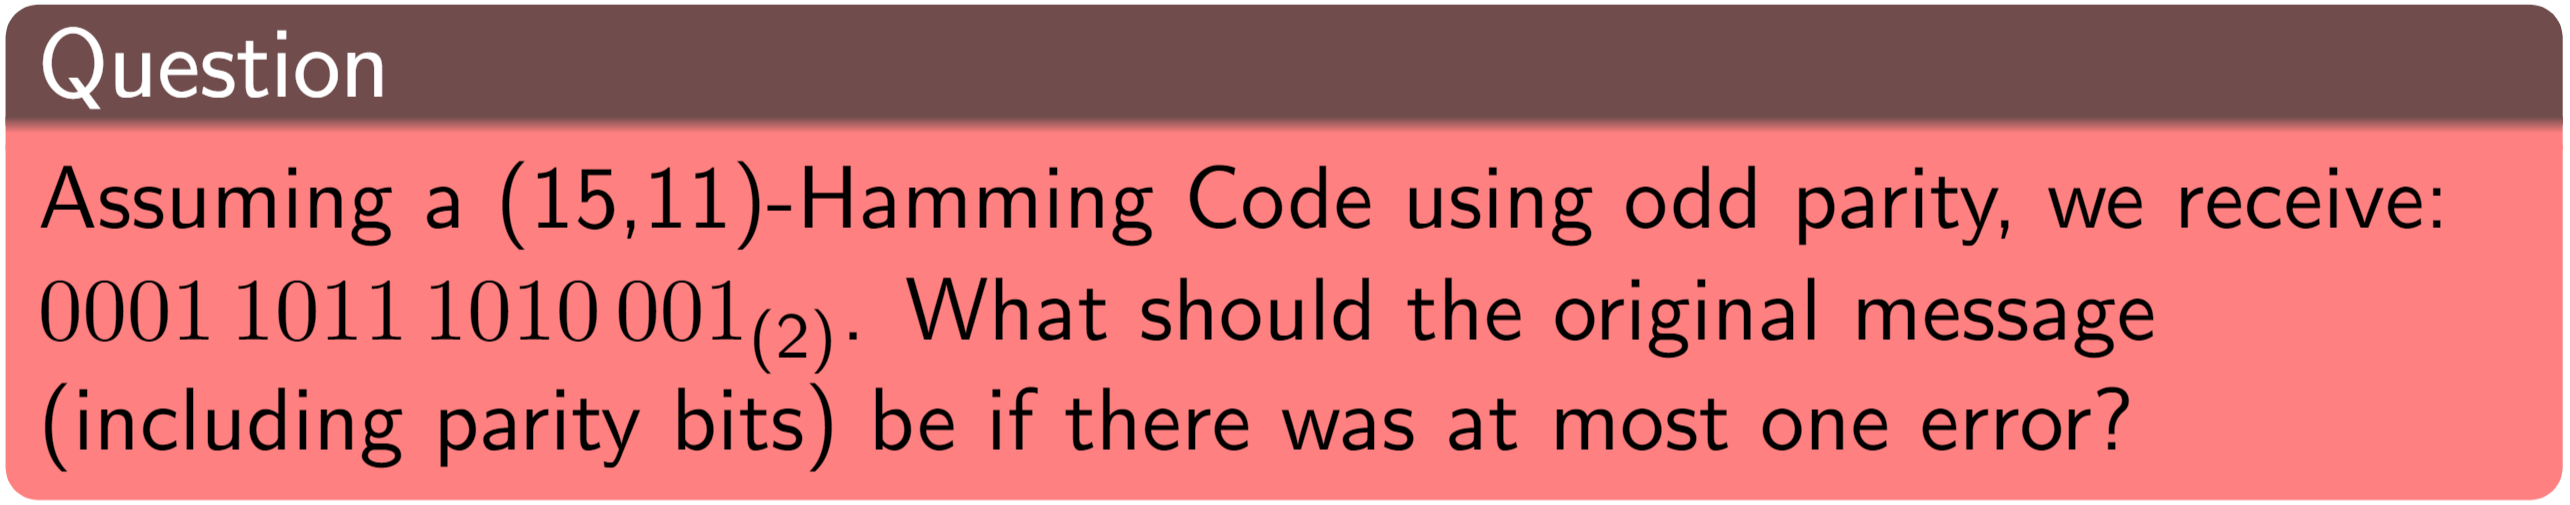 Question
Assuming a (15,11)-Hamming Code using odd parity, we receive:
0001 1011 1010 001(2). What should the original message
(including parity bits) be if there was at most one error?